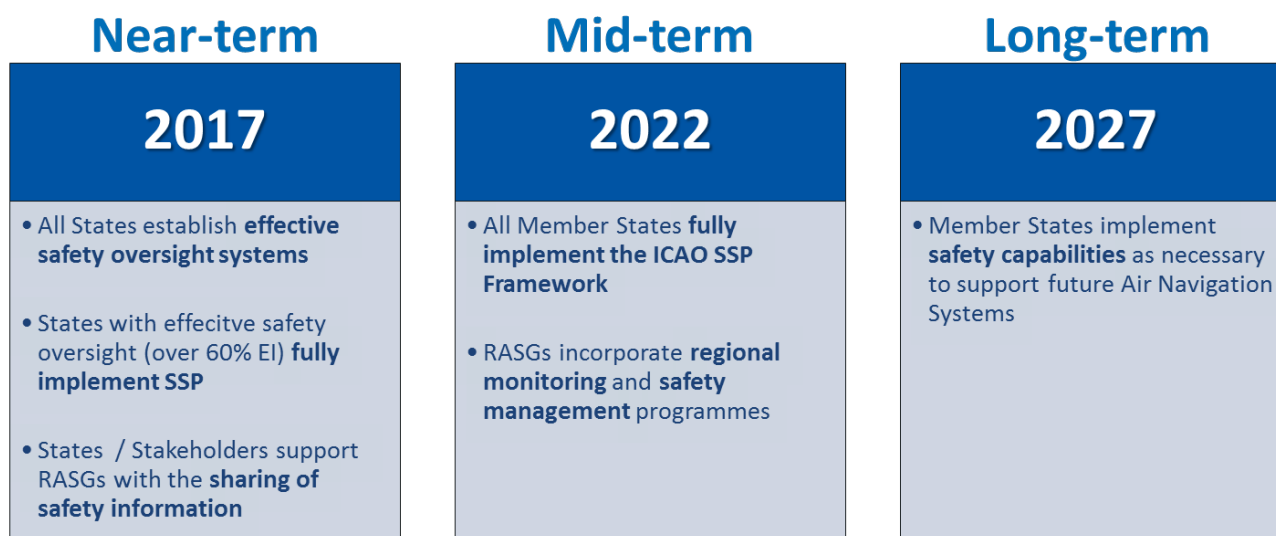 Near-term
2017
• All States establish effective
safety oversight systems
• States with effecitve safety
oversight (over 60% EI) fully
implement SSP
• States / Stakeholders support
RASGs with the sharing of
safety information
Mid-term
2022
• All Member States fully
implement the ICAO SSP
Framework
• RASGs incorporate regional
monitoring and safety
management programmes
Long-term
2027
• Member States implement
safety capabilities as necessary
to support future Air Navigation
Systems